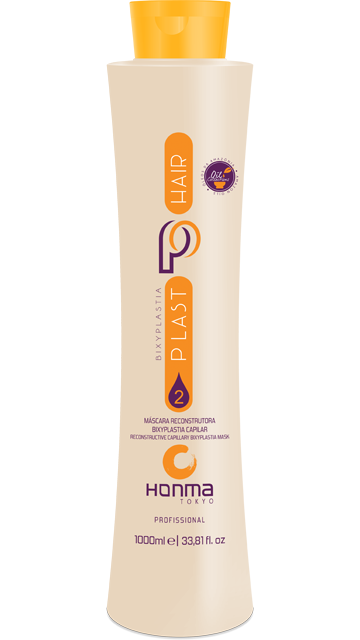 HAIR
PLAST
BIXYPLASTIA
2
MÁSCARA RECONSTRUTORA
BIXYPLASTIA CAPILAR
RECONSTRUCTIVE CAPILLARY BIXYPLASTIA MASK
HONMA
TOKYO
PROFISSIONAL
1000ml e | 33,81 fl. oz